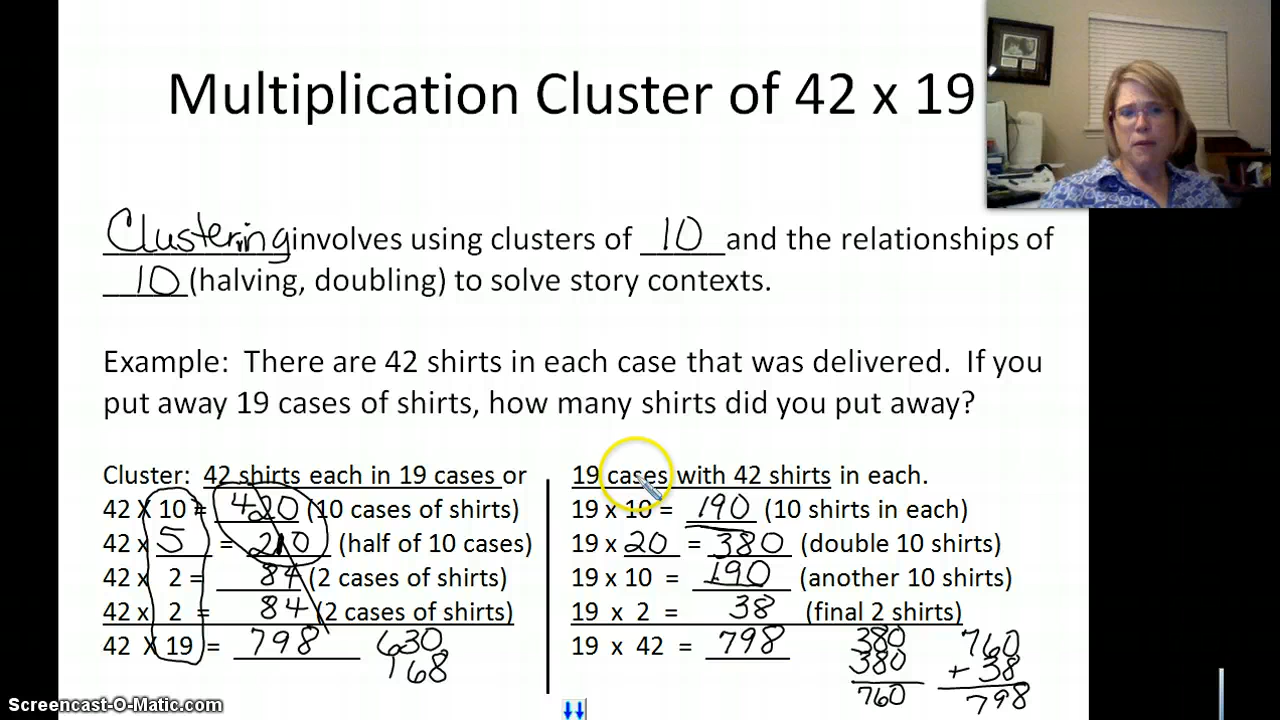 Multiplication Cluster of 42 x 19
Clustering involves using clusters of 10 and the relationships of
10 (halving, doubling) to solve story contexts.
Example: There are 42 shirts in each case that was delivered. If you
put away 19 cases of shirts, how many shirts did you put away?
Cluster: 42 shirts each in 19 cases or
42 X 10 = 420 (10 cases of shirts)
42 x 5 = 210 (half of 10 cases)
42 x 2 = 84 (2 cases of shirts)
42 x 2 = 84 (2 cases of shirts)
42 X 19 = 798
630
168
19 cases with 42 shirts in each.
19 x 10 = 190 (10 shirts in each)
19 x 20 = 380 (double 10 shirts)
19 x 10 = 190 (another 10 shirts)
19 x 2 = 38 (final 2 shirts)
19 x 42 = 798
380
380
760
760
+ 38
798
Screencast-O-Matic.com